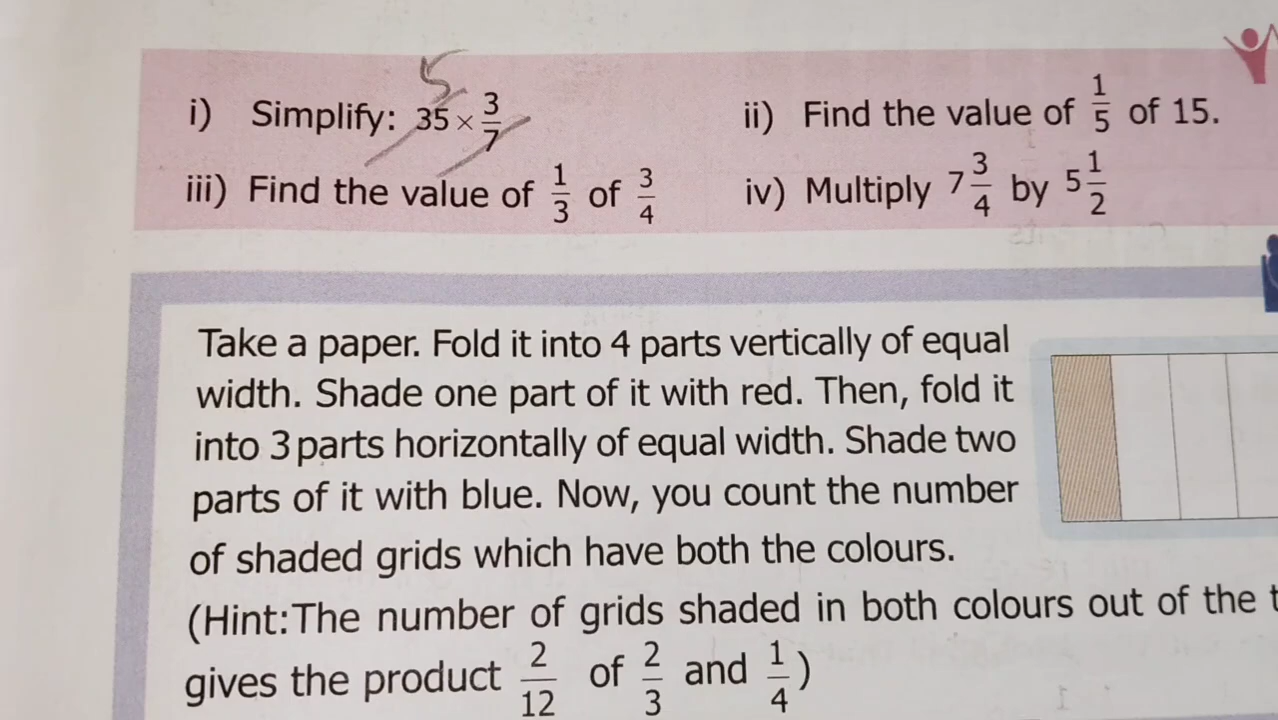 5
i) Simplify: 35 × 3/7
ii) Find the value of 1/5 of 15.
iii) Find the value of 1/3 of 3/4
iv) Multiply 7 3/4 by 5 1/2
Take a paper. Fold it into 4 parts vertically of equal
width. Shade one part of it with red. Then, fold it
into 3 parts horizontally of equal width. Shade two
parts of it with blue. Now, you count the number
of shaded grids which have both the colours.
(Hint:The number of grids shaded in both colours out of the
gives the product 2/12 of 2/3 and 1/4)